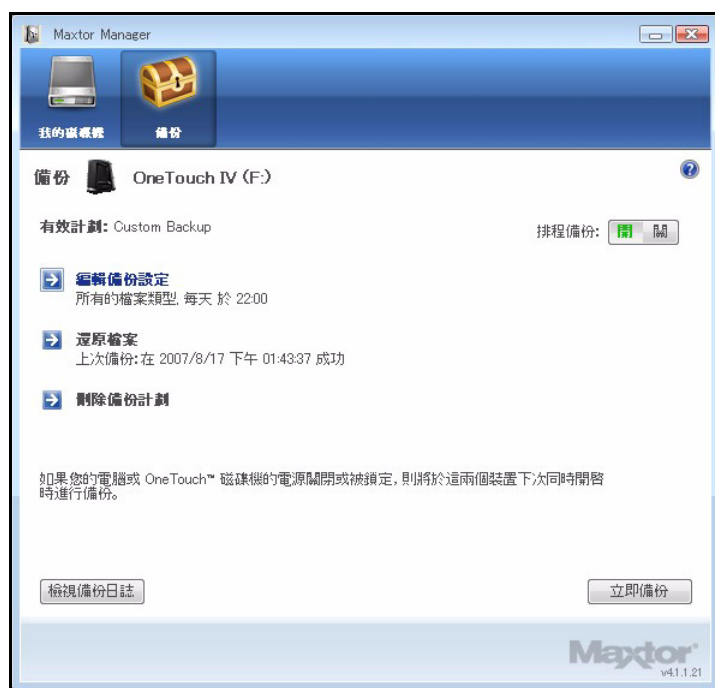 Maxtor Manager
我的磁碟機
備份
備份 OneTouch IV (F:)
有效計劃: Custom Backup
排程備份: 開 關
編輯備份設定
所有的檔案類型, 每天 於 22:00
還原檔案
上次備份: 在 2007/8/17 下午 01:43:37 成功
刪除備份計劃
如果您的電腦或 OneTouch™ 磁碟機的電源關閉或被鎖定, 則將於這兩個裝置下次同時開啓
時進行備份。
檢視備份日誌
立即備份
Maxtor
v4.1.1.21